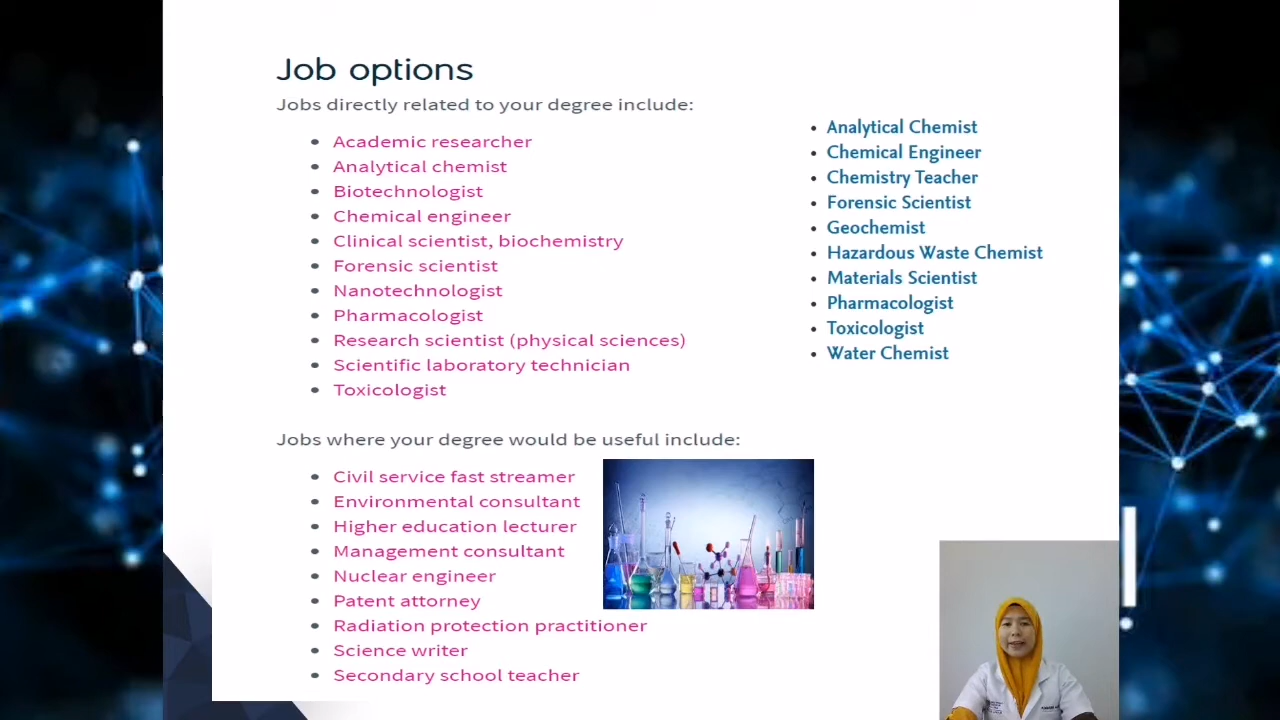 Job options
Jobs directly related to your degree include:
Academic researcher
Analytical chemist
Biotechnologist
Chemical engineer
Clinical scientist, biochemistry
Forensic scientist
Nanotechnologist
Pharmacologist
Research scientist (physical sciences)
Scientific laboratory technician
Toxicologist
Jobs where your degree would be useful include:
Civil service fast streamer
Environmental consultant
Higher education lecturer
Management consultant
Nuclear engineer
Patent attorney
Radiation protection practitioner
Science writer
Secondary school teacher
Analytical Chemist
Chemical Engineer
Chemistry Teacher
Forensic Scientist
Geochemist
Hazardous Waste Chemist
Materials Scientist
Pharmacologist
Toxicologist
Water Chemist